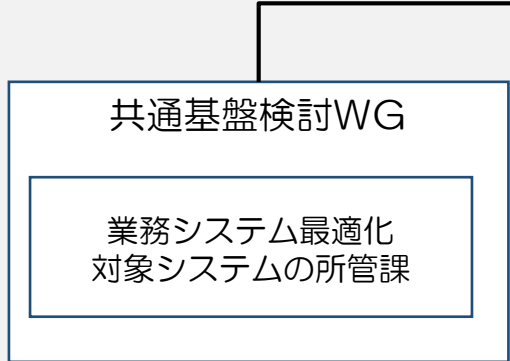 共通基盤検討WG
業務システム最適化
対象システムの所管課